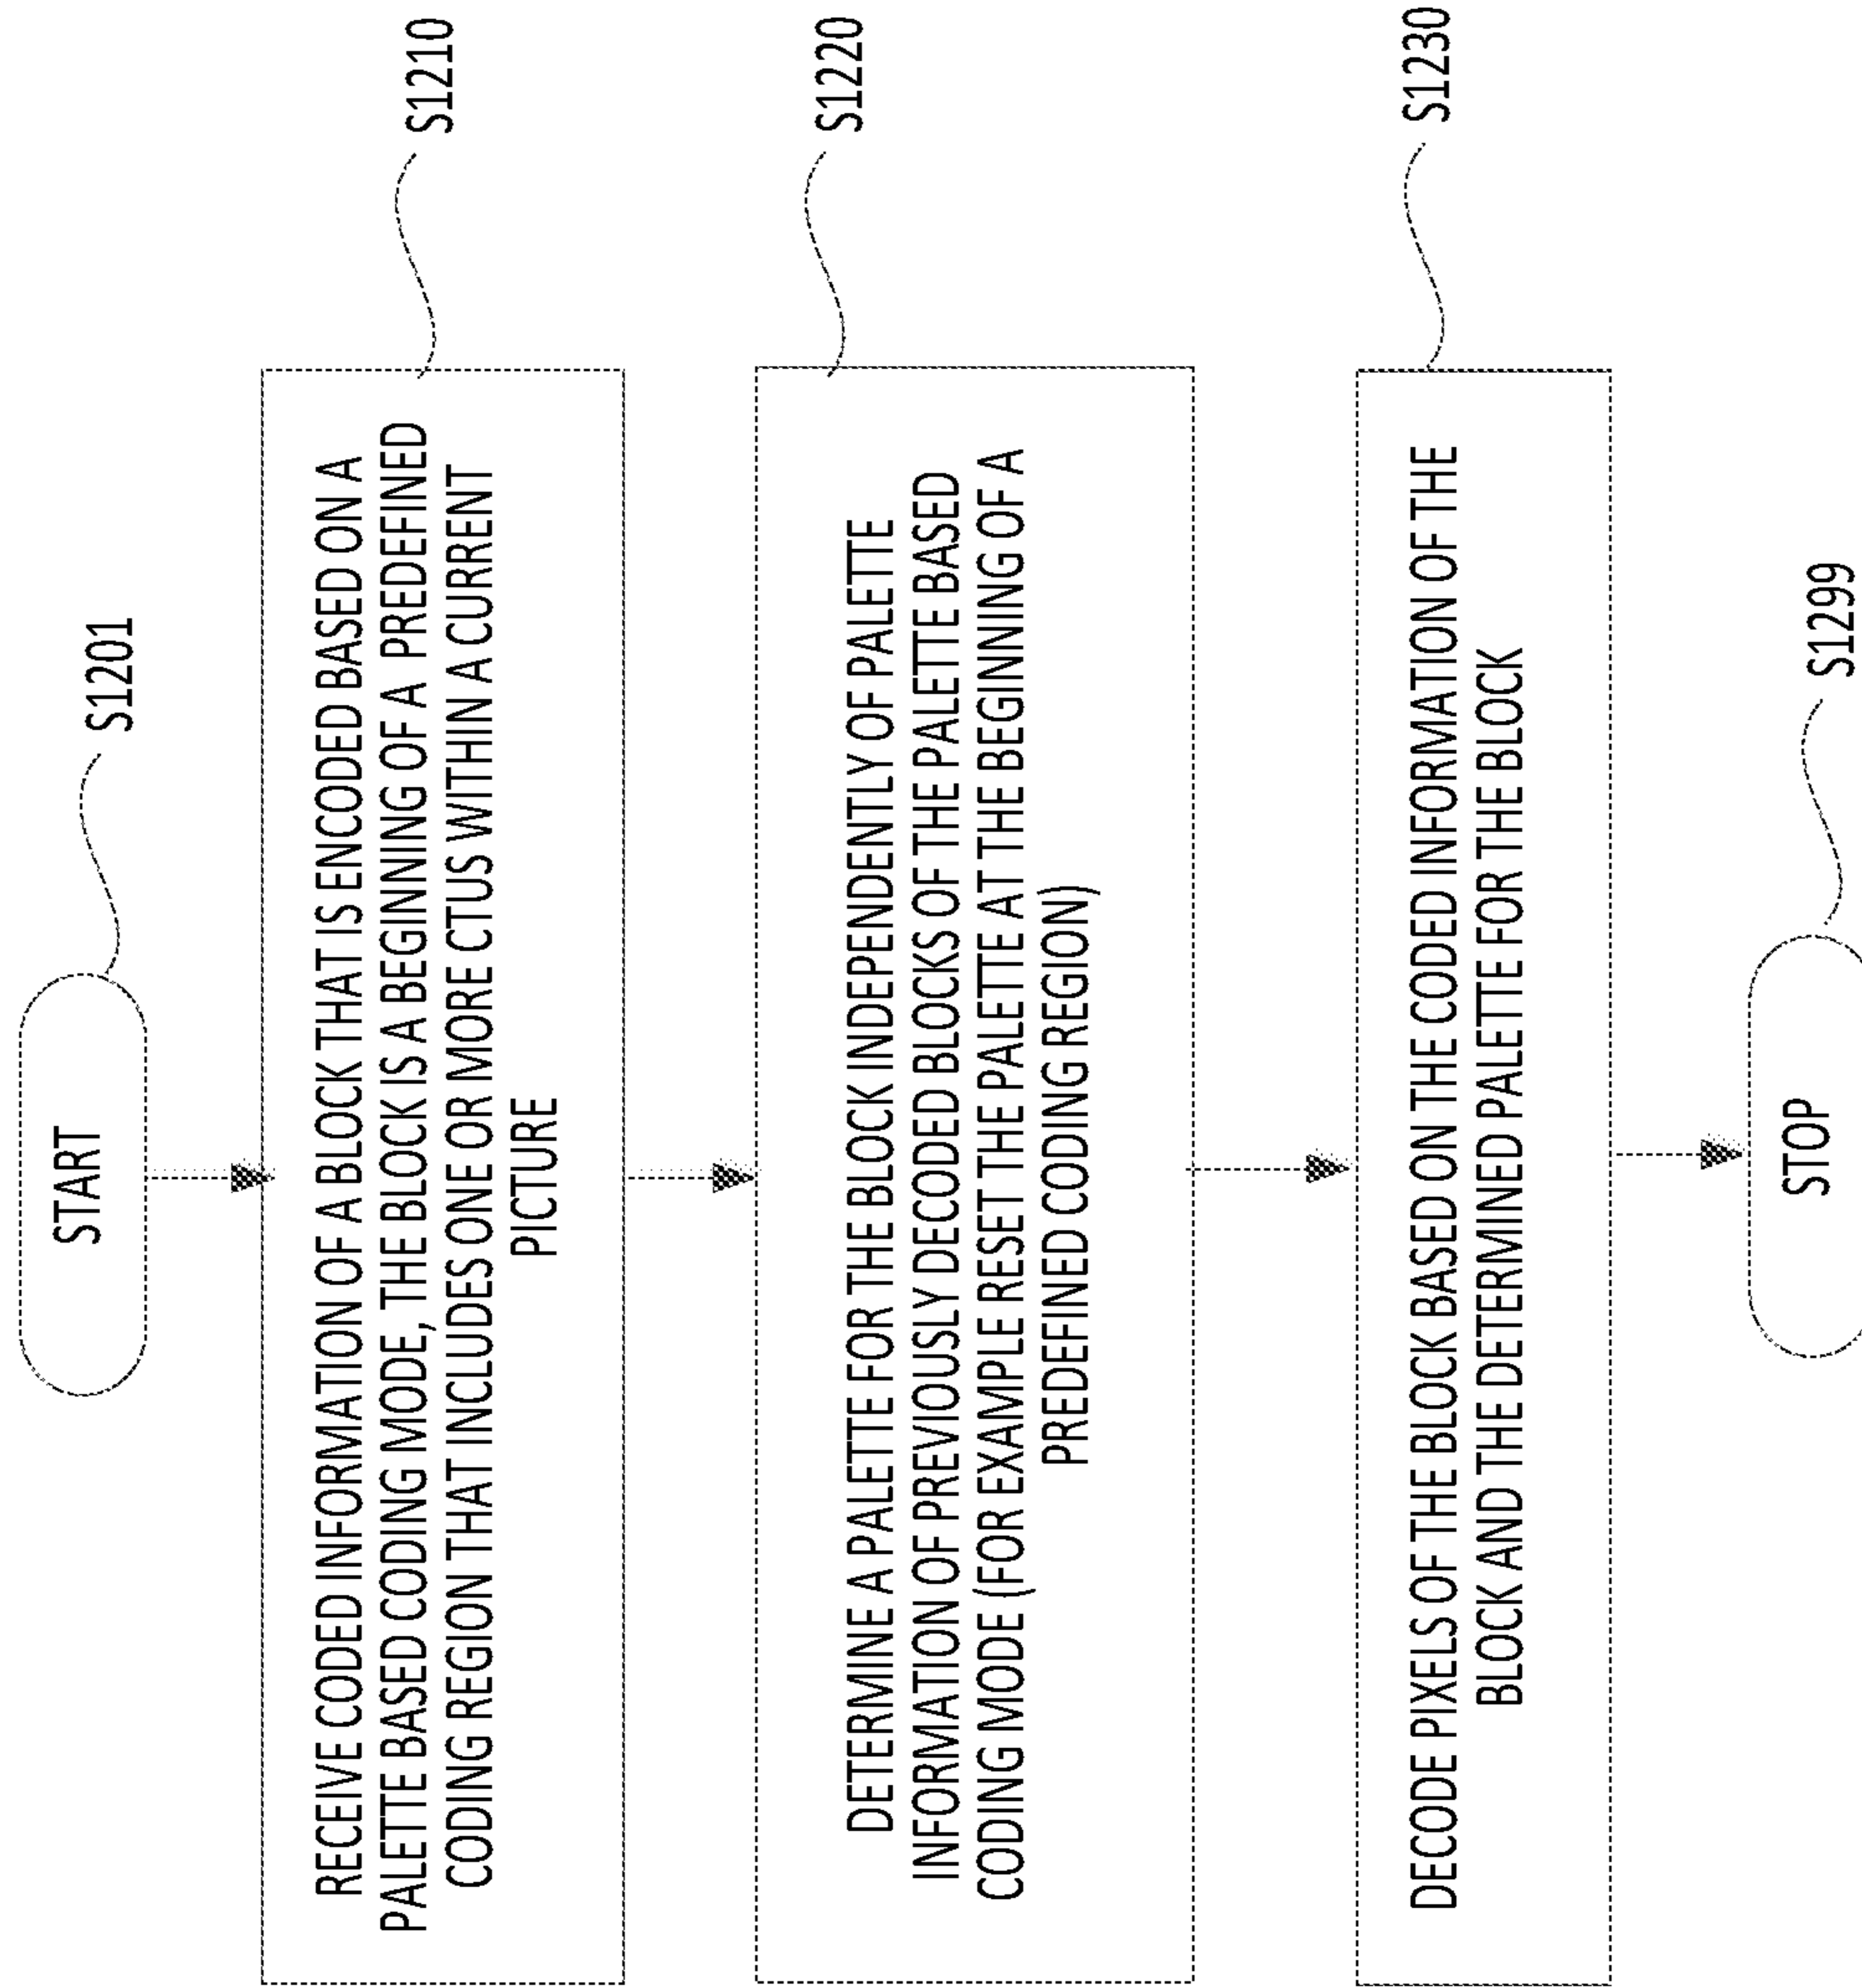 START
S1201
RECEIVE CODED INFORMATION OF A BLOCK THAT IS ENCODED BASED ON A
PALETTE BASED CODING MODE, THE BLOCK IS A BEGINNING OF A PREDEFINED
CODING REGION THAT INCLUDES ONE OR MORE CTUS WITHIN A CURRENT
PICTURE
S1210
DETERMINE A PALETTE FOR THE BLOCK INDEPENDENTLY OF PALETTE
INFORMATION OF PREVIOUSLY DECODED BLOCKS OF THE PALETTE BASED
CODING MODE (FOR EXAMPLE RESET THE PALETTE AT THE BEGINNING OF A
PREDEFINED CODING REGION)
S1220
DECODE PIXELS OF THE BLOCK BASED ON THE CODED INFORMATION OF THE
BLOCK AND THE DETERMINED PALETTE FOR THE BLOCK
S1230
STOP
S1299